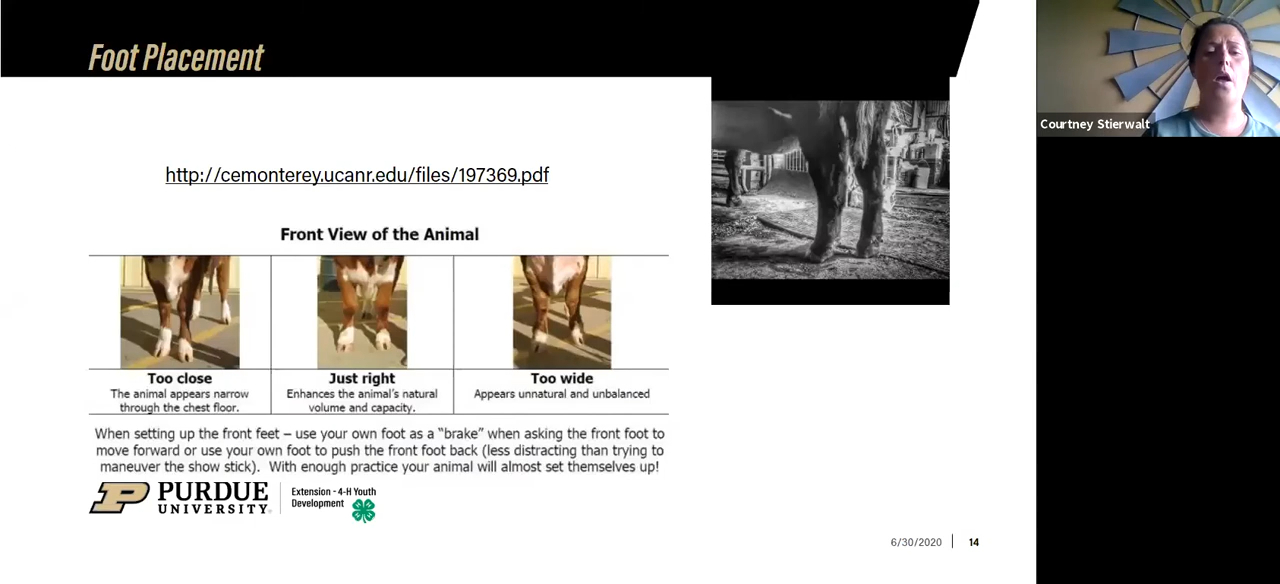 Foot Placement
Courtney Stierwalt
http://cemonterey.ucanr.edu/files/197369.pdf
Front View of the Animal
Too close
The animal appears narrow
through the chest floor.
Just right
Enhances the animal's natural
volume and capacity.
Too wide
Appears unnatural and unbalanced
When setting up the front feet – use your own foot as a “brake” when asking the front foot to
move forward or use your own foot to push the front foot back (less distracting than trying to
maneuver the show stick). With enough practice your animal will almost set themselves up!
P PURDUE
UNIVERSITY
Extension - 4-H Youth
Development
6/30/2020
14